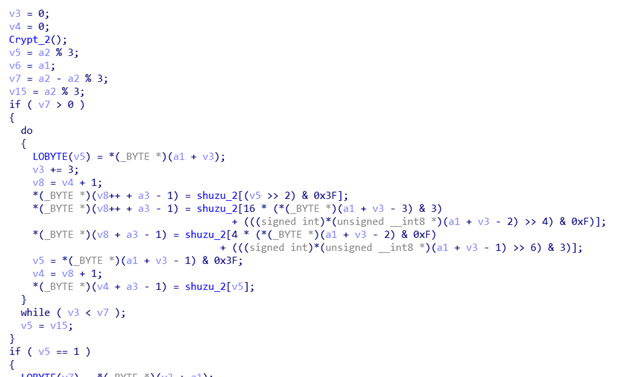 v3 = 0;
v4 = 0;
Crypt_2();
v5 = a2 % 3;
v6 = a1;
v7 = a2 - a2 % 3;
v15 = a2 % 3;
if ( v7 > 0 )
{
do
{
LOBYTE(v5) = *(_BYTE *)(a1 + v3);
v3 += 3;
v8 = v4 + 1;
*(_BYTE *)(v8++ + a3 - 1) = shuzu_2[(v5 >> 2) & 0x3F];
*(_BYTE *)(v8++ + a3 - 1) = shuzu_2[16 * (*(_BYTE *)(a1 + v3 - 3) & 3)
+ (((signed int)*(unsigned __int8 *)(a1 + v3 - 2) >> 4) & 0xF)];
*(_BYTE *)(v8 + a3 - 1) = shuzu_2[4 * (*(_BYTE *)(a1 + v3 - 2) & 0xF)
+ (((signed int)*(unsigned __int8 *)(a1 + v3 - 1) >> 6) & 3)];
v5 = *(_BYTE *)(a1 + v3 - 1) & 0x3F;
v4 = v8 + 1;
*(_BYTE *)(v4 + a3 - 1) = shuzu_2[v5];
}
while ( v3 < v7 );
v5 = v15;
}
if ( v5 == 1 )
{